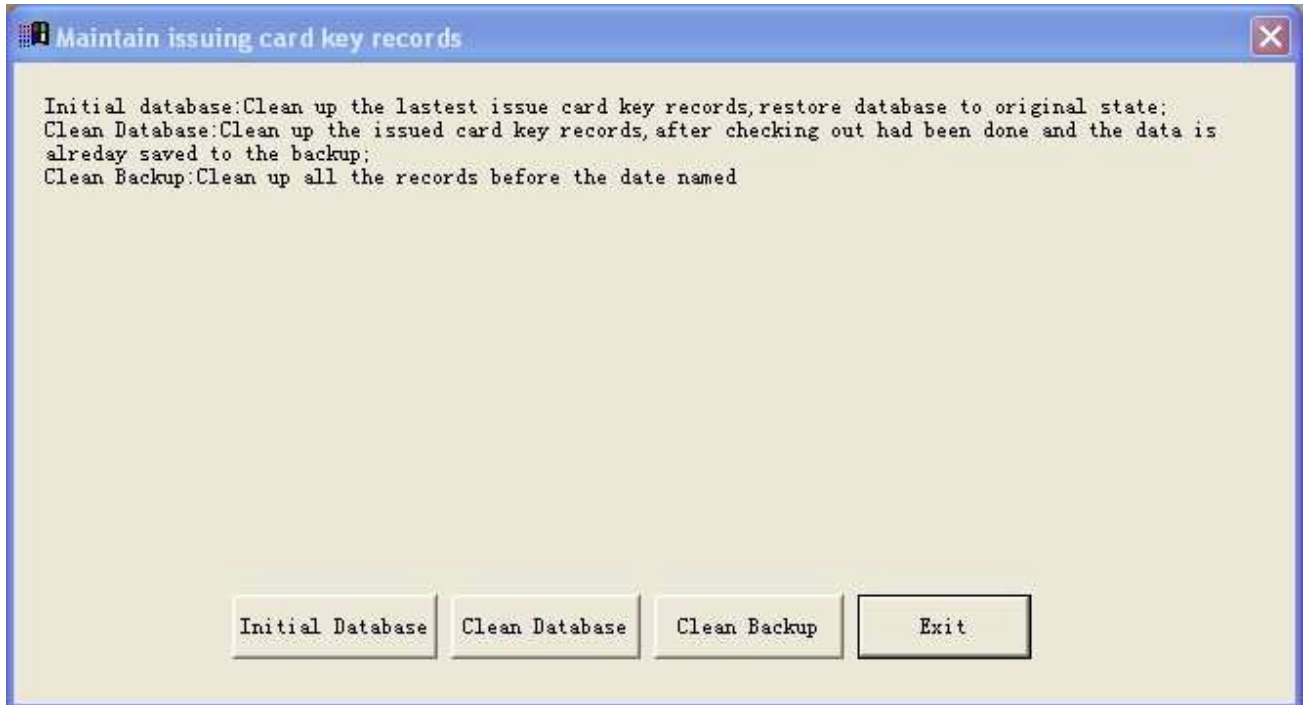 Maintain issuing card key records
Initial database:Clean up the lastest issue card key records,restore database to original state;
Clean Database:Clean up the issued card key records,after checking out had been done and the data is
alreday saved to the backup;
Clean Backup:Clean up all the records before the date named
Initial Database Clean Database Clean Backup Exit